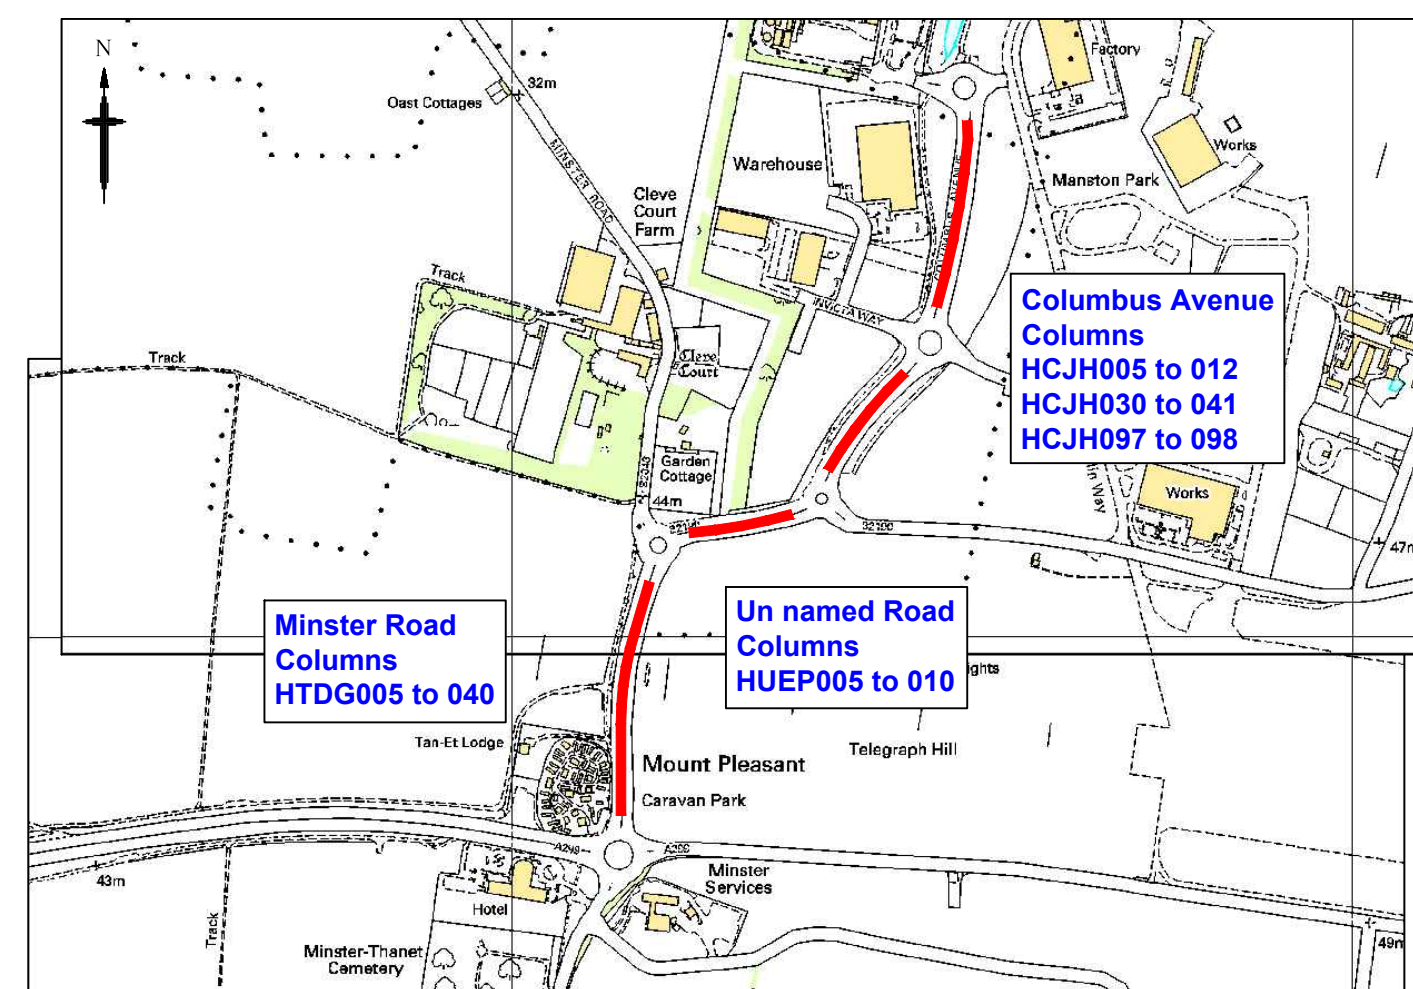 N
32m
Oast Cottages
MINSTER ROAD
Factory
Works
Warehouse
Manston Park
Cleve
Court
Farm
COLUMBUS AVENUE
Track
INVICTA WAY
Columbus Avenue
Columns
HCJH005 to 012
HCJH030 to 041
HCJH097 to 098
Track
Cleve
Court
Garden
Cottage
44m
Works
B2190
47m
Minster Road
Columns
HTDG005 to 040
Un named Road
Columns
HUEP005 to 010
Tan-Et Lodge
Mount Pleasant
Telegraph Hill
Caravan Park
A299
A299
43m
Minster
Services
Hotel
Track
Minster-Thanet
Cemetery
49m